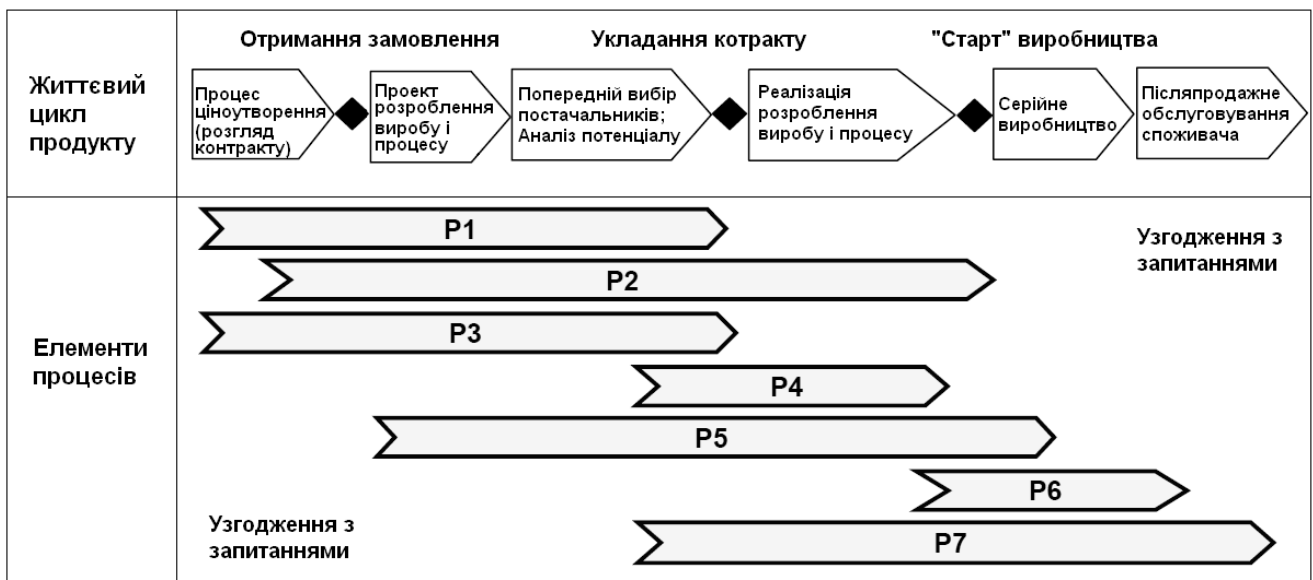 Життєвий
цикл
продукту
Отримання замовлення
Укладання котракту
"Старт" виробництва
Процес
ціноутворення
(розгляд
контракту)
Проект
розроблення
виробу і
процесу
Попередній вибір
постачальників;
Аналіз потенціалу
Реалізація
розроблення
виробу і процесу
Серійне
виробництво
Післяпродажне
обслуговування
споживача
Елементи
процесів
P1
P2
P3
P4
P5
P6
P7
Узгодження з
запитаннями
Узгодження з
запитаннями